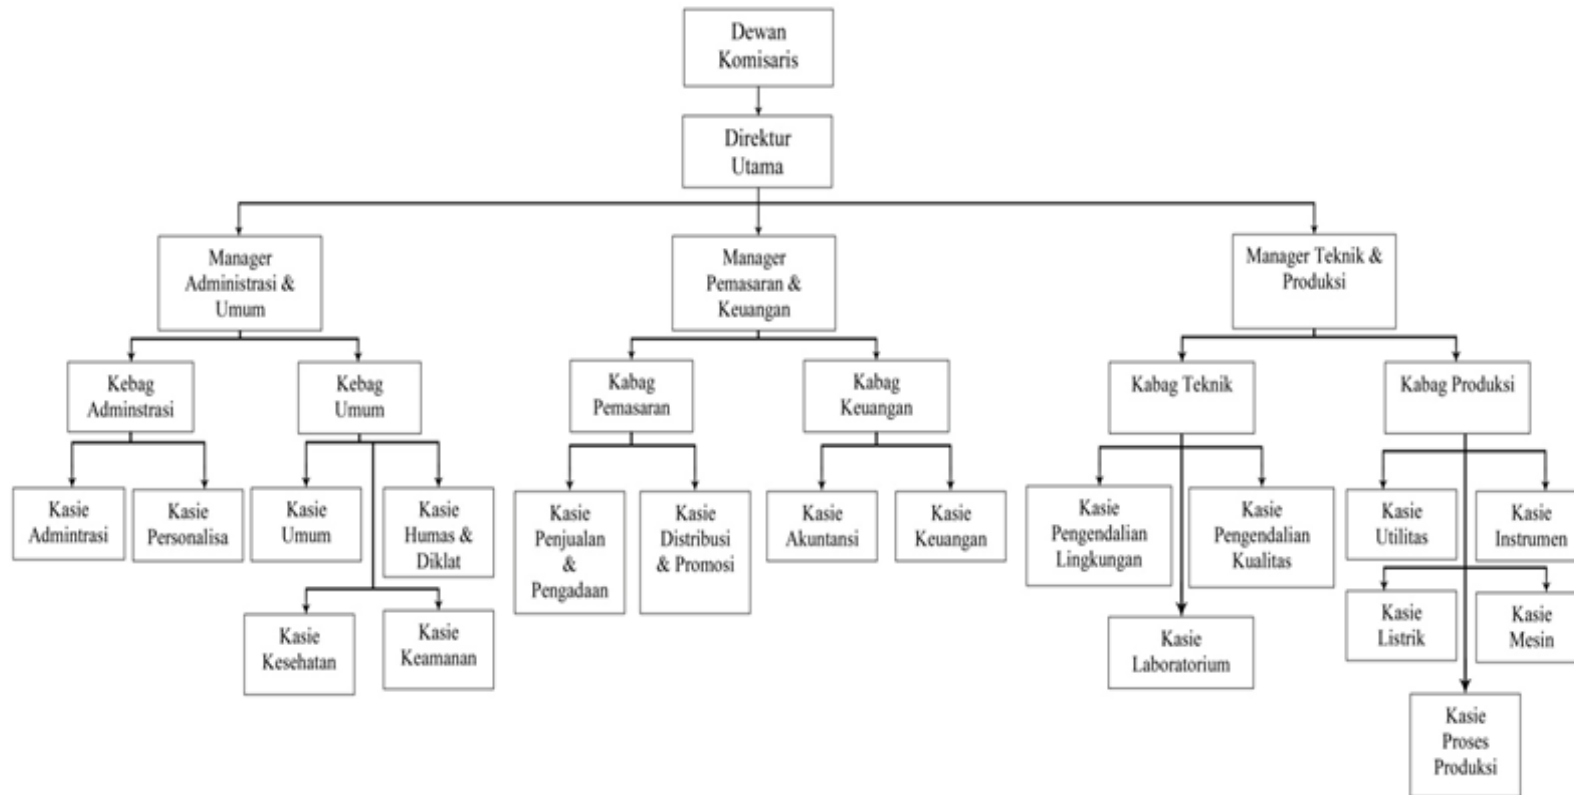 Dewan
Komisaris
Direktur
Utama
Manager
Administrasi &
Umum
Manager
Pemasaran &
Keuangan
Manager Teknik &
Produksi
Kebag
Adminstrasi
Kebag
Umum
Kabag
Pemasaran
Kabag
Keuangan
Kabag Teknik
Kabag Produksi
Kasie
Admintrasi
Kasie
Personalisa
Kasie
Umum
Kasie
Humas &
Diklat
Kasie
Penjualan
&
Pengadaan
Kasie
Distribusi
& Promosi
Kasie
Akuntansi
Kasie
Keuangan
Kasie
Pengendalian
Lingkungan
Kasie
Pengendalian
Kualitas
Kasie
Utilitas
Kasie
Instrumen
Kasie
Kesehatan
Kasie
Keamanan
Kasie
Laboratorium
Kasie
Listrik
Kasie
Mesin
Kasie
Proses
Produksi